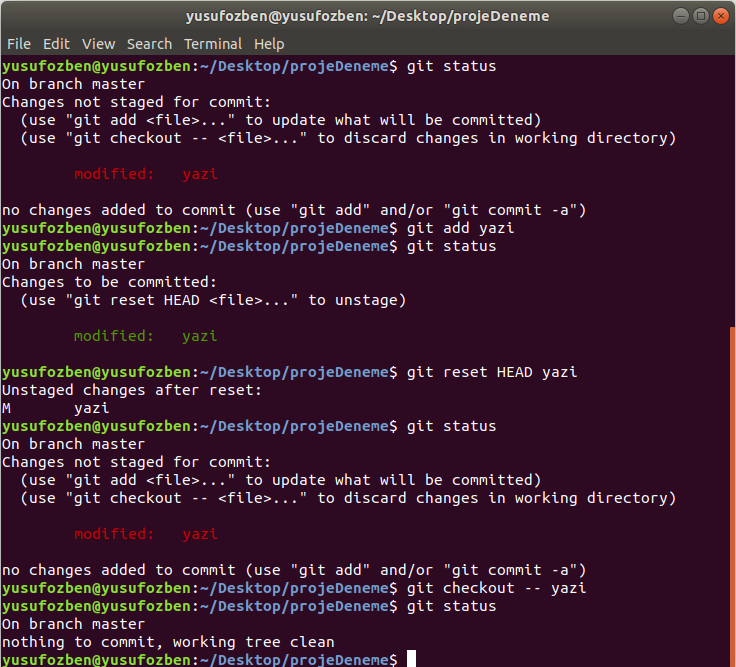 yusufozben@yusufozben: ~/Desktop/projeDeneme
File Edit View Search Terminal Help
yusufozben@yusufozben:~/Desktop/projeDeneme$ git status
On branch master
Changes not staged for commit:
  (use "git add <file>..." to update what will be committed)
  (use "git checkout -- <file>..." to discard changes in working directory)
        modified:   yazi
no changes added to commit (use "git add" and/or "git commit -a")
yusufozben@yusufozben:~/Desktop/projeDeneme$ git add yazi
yusufozben@yusufozben:~/Desktop/projeDeneme$ git status
On branch master
Changes to be committed:
  (use "git reset HEAD <file>..." to unstage)
        modified:   yazi
yusufozben@yusufozben:~/Desktop/projeDeneme$ git reset HEAD yazi
Unstaged changes after reset:
M       yazi
yusufozben@yusufozben:~/Desktop/projeDeneme$ git status
On branch master
Changes not staged for commit:
  (use "git add <file>..." to update what will be committed)
  (use "git checkout -- <file>..." to discard changes in working directory)
        modified:   yazi
no changes added to commit (use "git add" and/or "git commit -a")
yusufozben@yusufozben:~/Desktop/projeDeneme$ git checkout -- yazi
yusufozben@yusufozben:~/Desktop/projeDeneme$ git status
On branch master
nothing to commit, working tree clean
yusufozben@yusufozben:~/Desktop/projeDeneme$